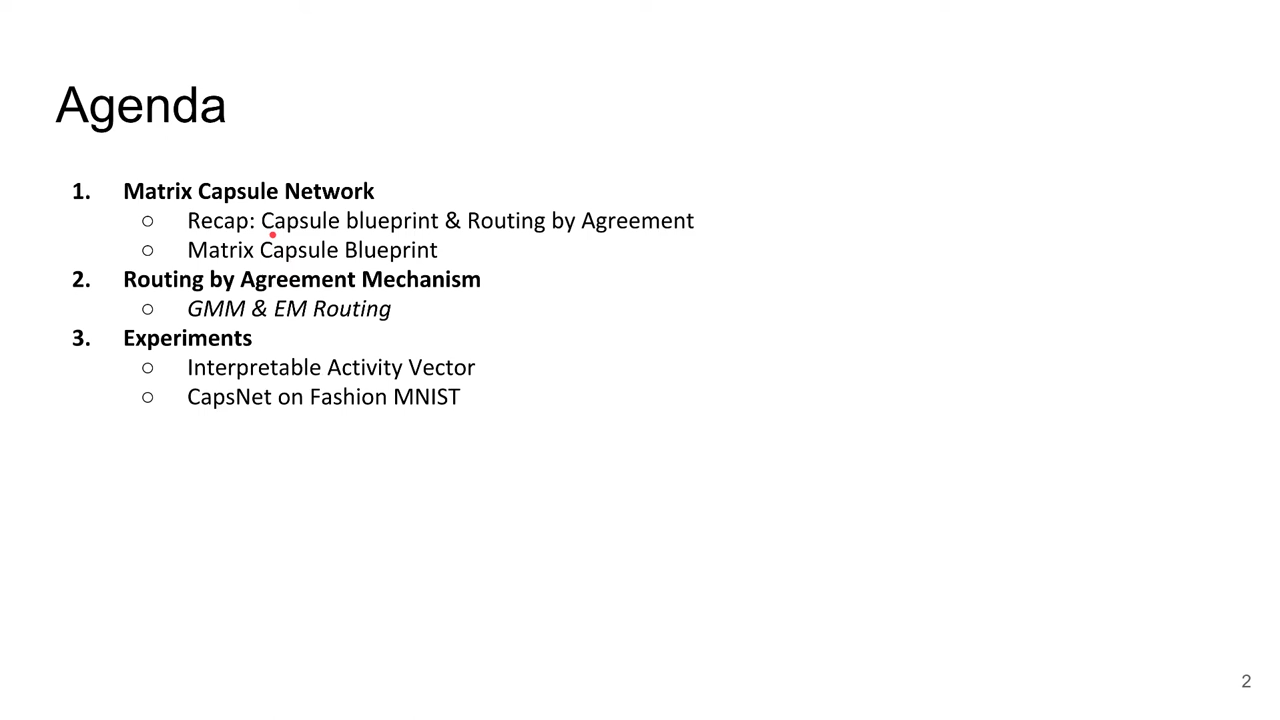 Agenda
1. Matrix Capsule Network
○ Recap: Capsule blueprint & Routing by Agreement
○ Matrix Capsule Blueprint
2. Routing by Agreement Mechanism
○ GMM & EM Routing
3. Experiments
○ Interpretable Activity Vector
○ CapsNet on Fashion MNIST
2